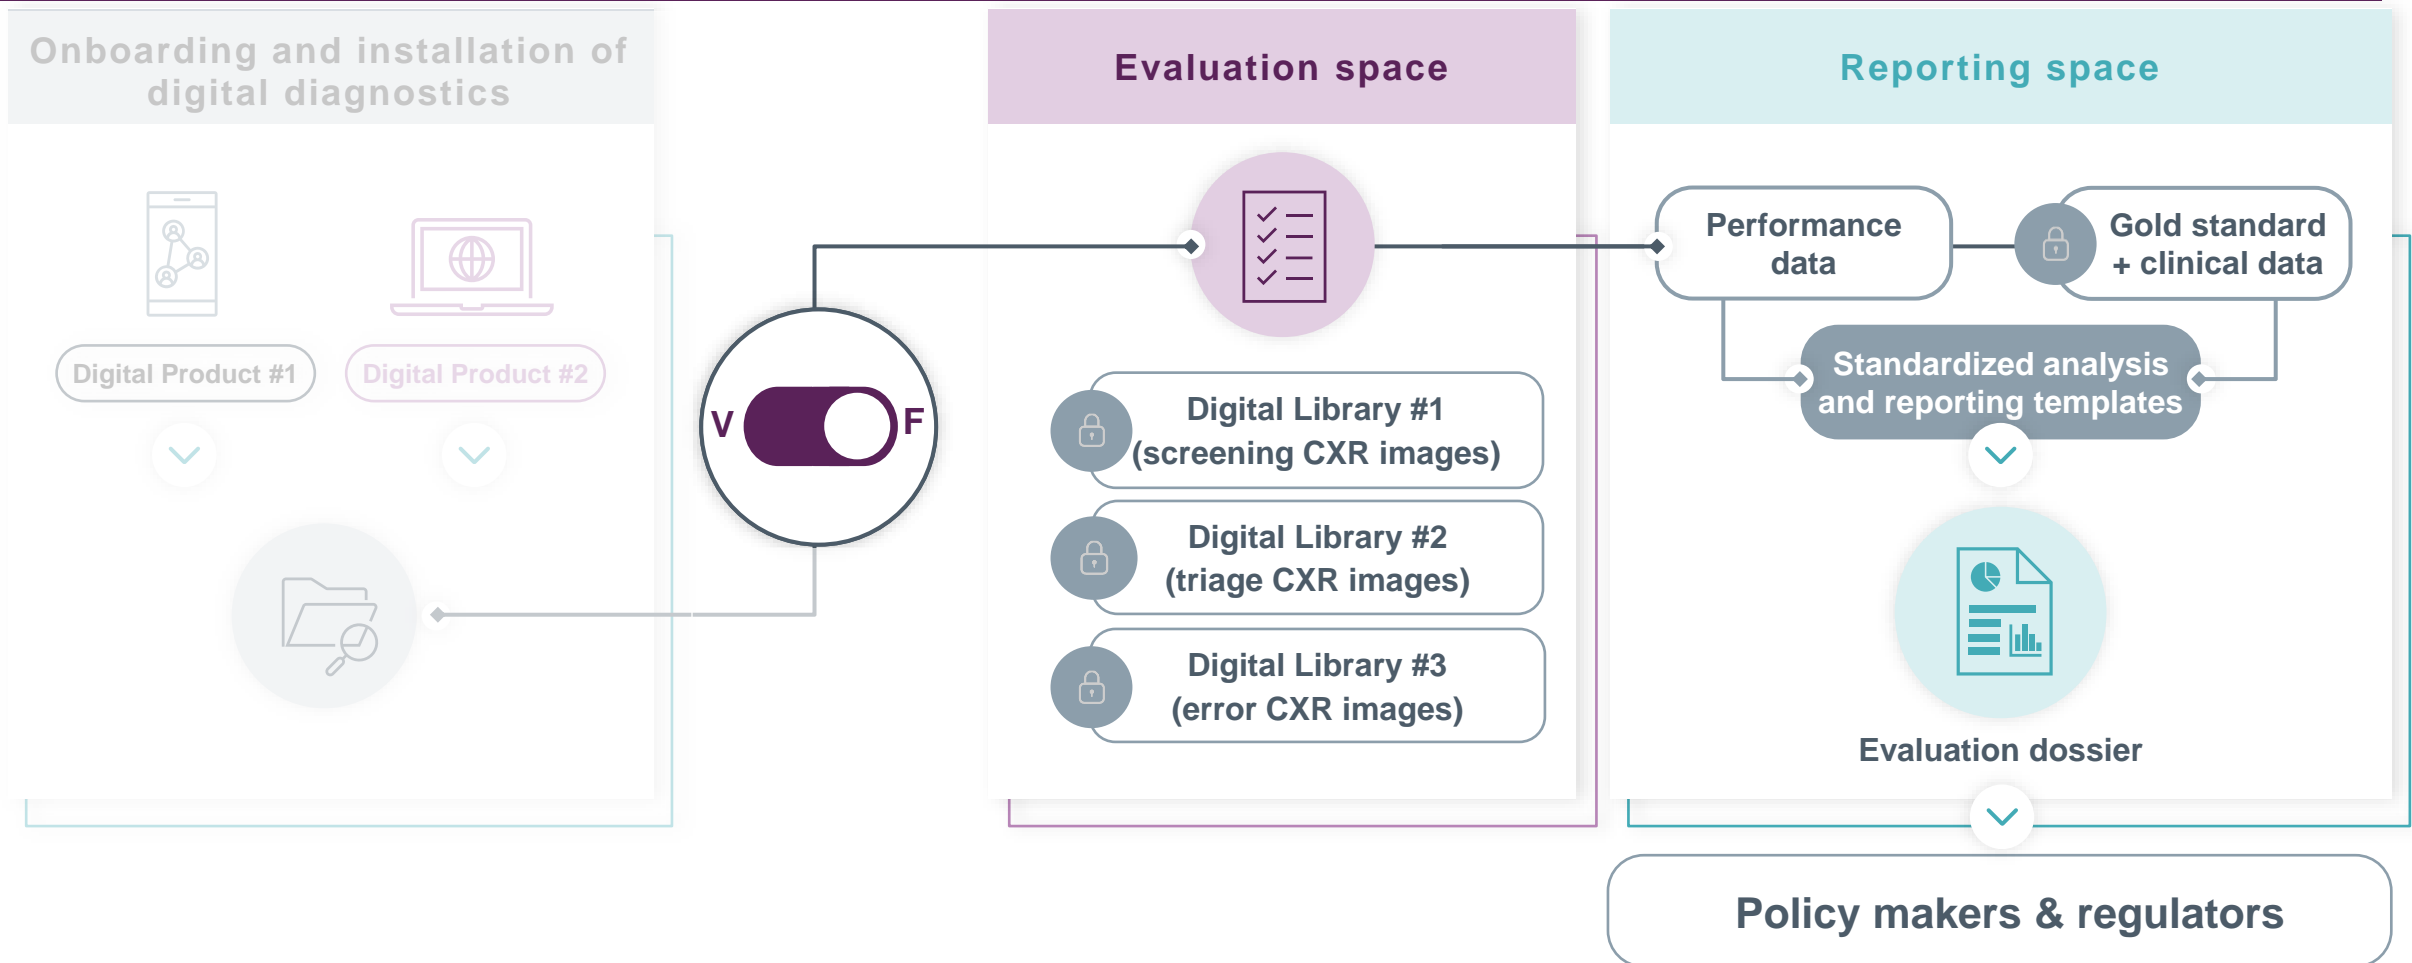 Onboarding and installation of
digital diagnostics
Digital Product #1
Digital Product #2
V
F
Evaluation space
Digital Library #1
(screening CXR images)
Digital Library #2
(triage CXR images)
Digital Library #3
(error CXR images)
Reporting space
Performance
data
Gold standard
+ clinical data
Standardized analysis
and reporting templates
Evaluation dossier
Policy makers & regulators